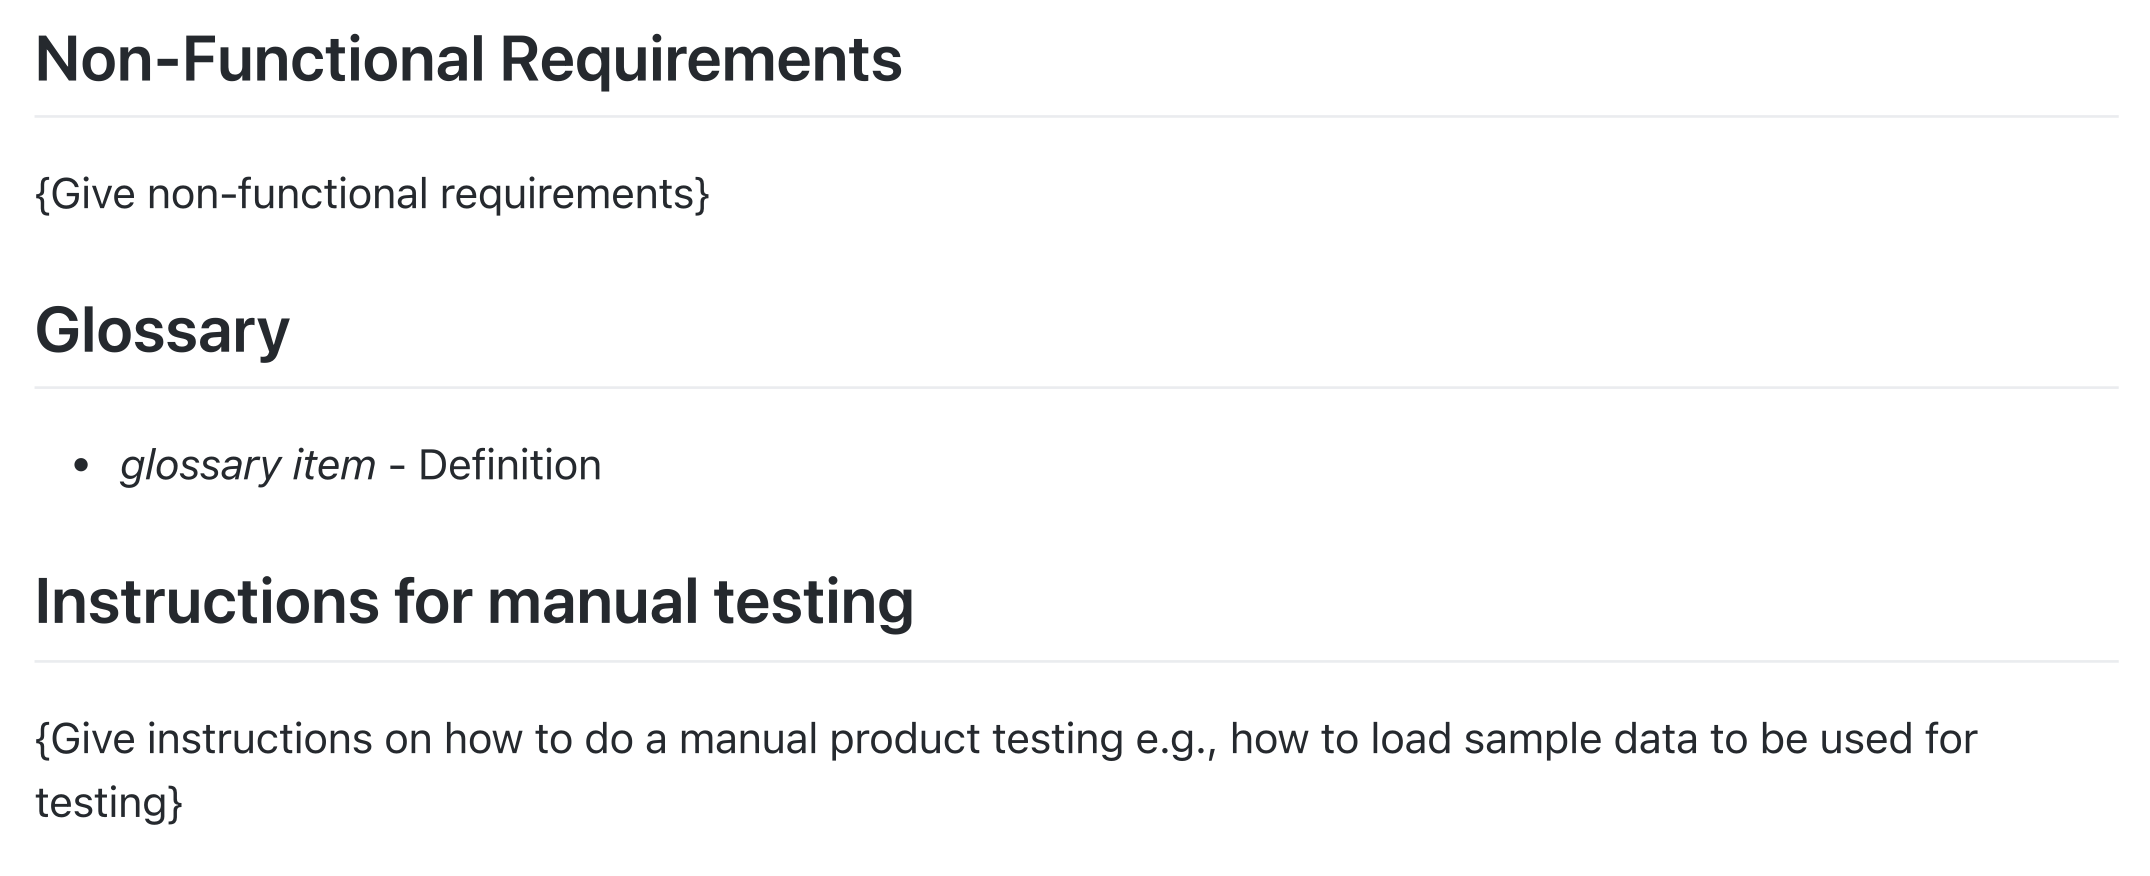 Non-Functional Requirements
{Give non-functional requirements}
Glossary
• glossary item - Definition
Instructions for manual testing
{Give instructions on how to do a manual product testing e.g., how to load sample data to be used for
testing}